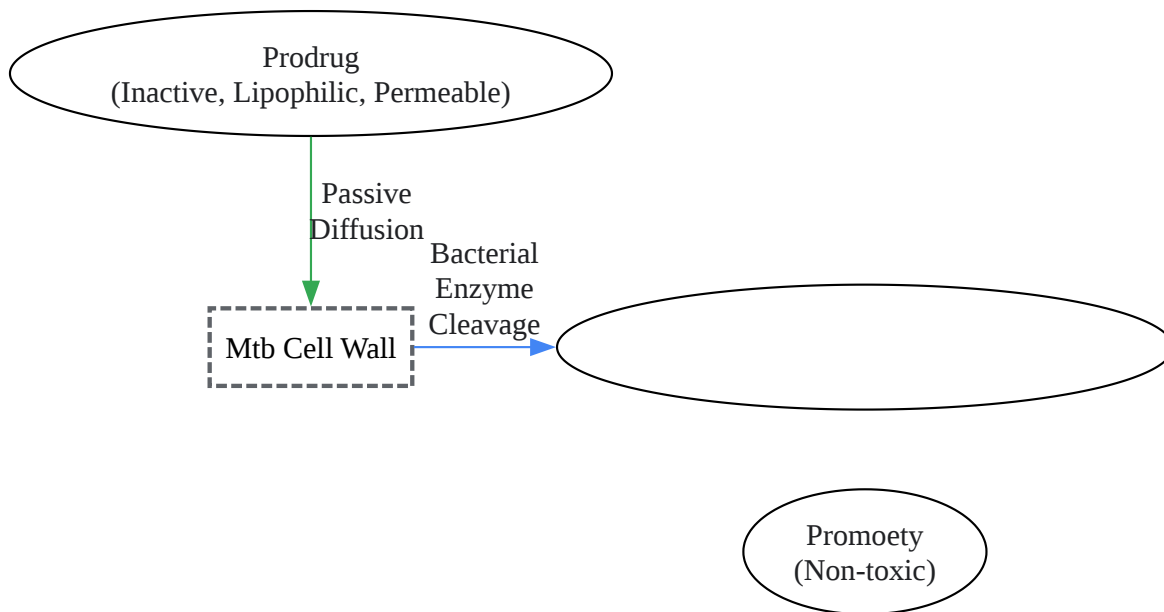 Prodrug
(Inactive, Lipophilic, Permeable)
Passive
Diffusion
Bacterial
Enzyme
Cleavage
Mtb Cell Wall
Promoety
(Non-toxic)